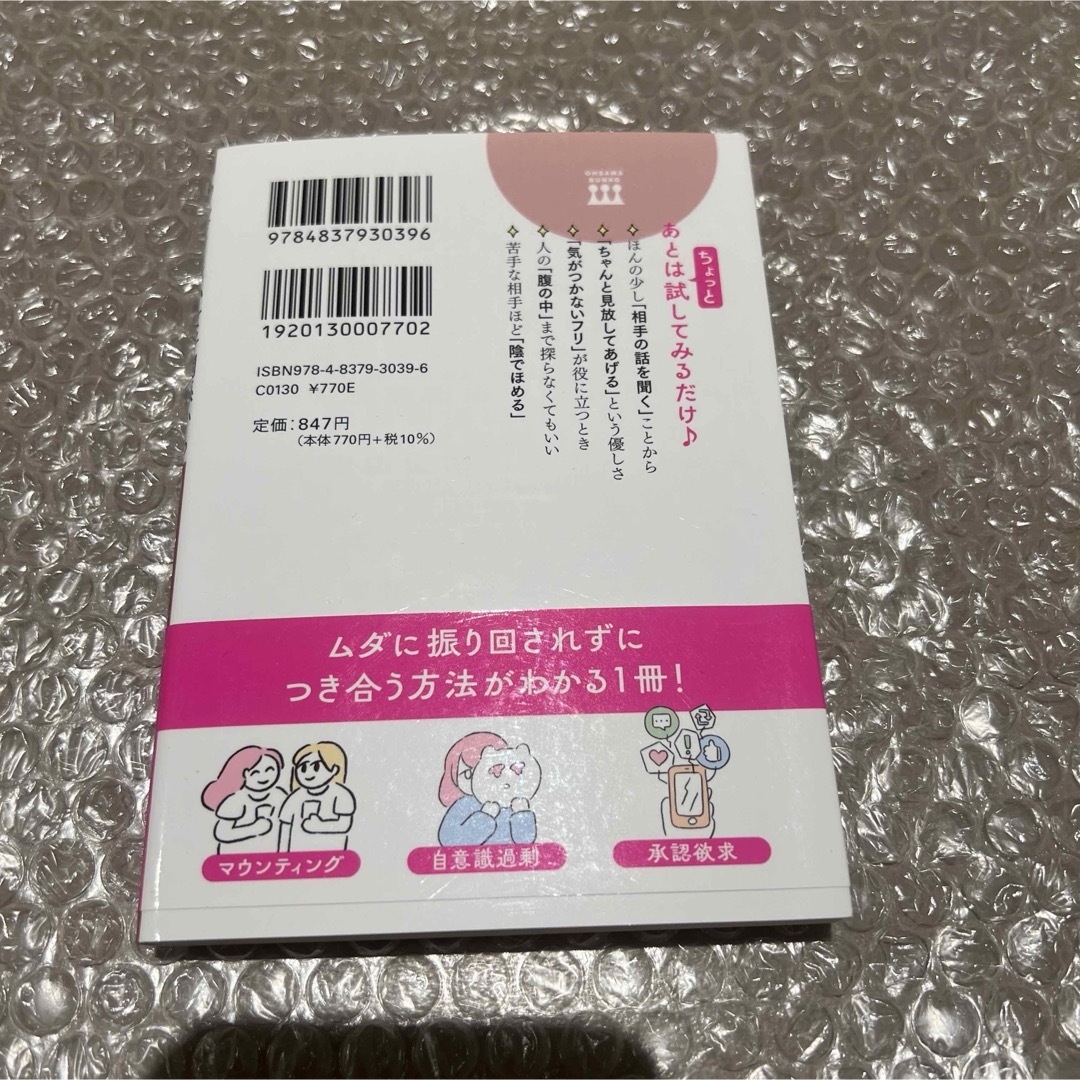 9784837930396
1920130007702
ISBN978-4-8379-3039-6
C0130 ¥770E
定価:847円
(本体770円+税10%)
あとは
ちょっと
試してみるだけ♪
ほんの少し「相手の話を聞く」ことから
「ちゃんと見放してあげる」という優しさ
「気がつかないフリ」が役に立つとき
人の「腹の中」まで探らなくてもいい
苦手な相手ほど「陰でほめる」
ムダに振り回されずに
つき合う方法がわかる1冊!
マウンティング
自意識過剰
承認欲求